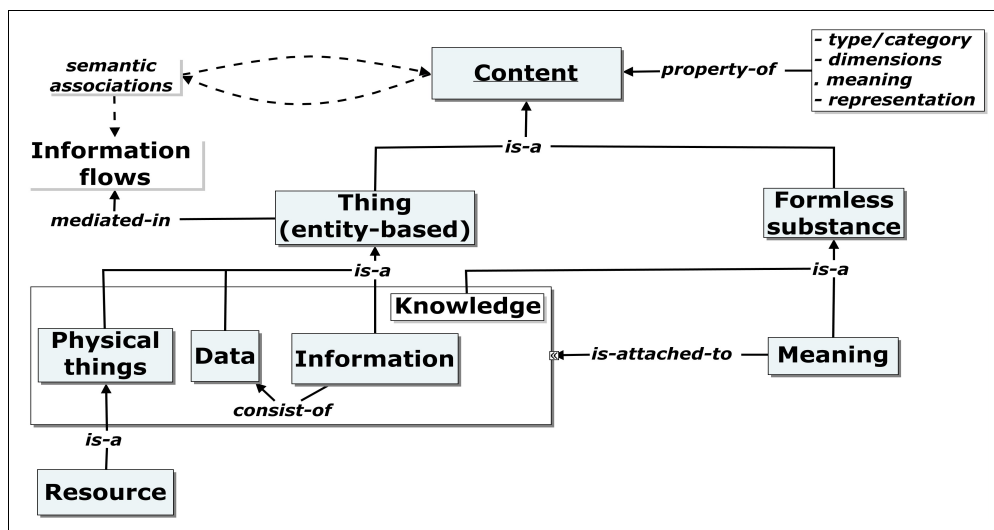 semantic
associations
Content
property-of
- type/category
- dimensions
. meaning
- representation
Information
flows
is-a
mediated-in
Thing
(entity-based)
Formless
substance
is-a
is-a
Knowledge
Physical
things
Data
Information
is-attached-to
Meaning
consist-of
is-a
Resource